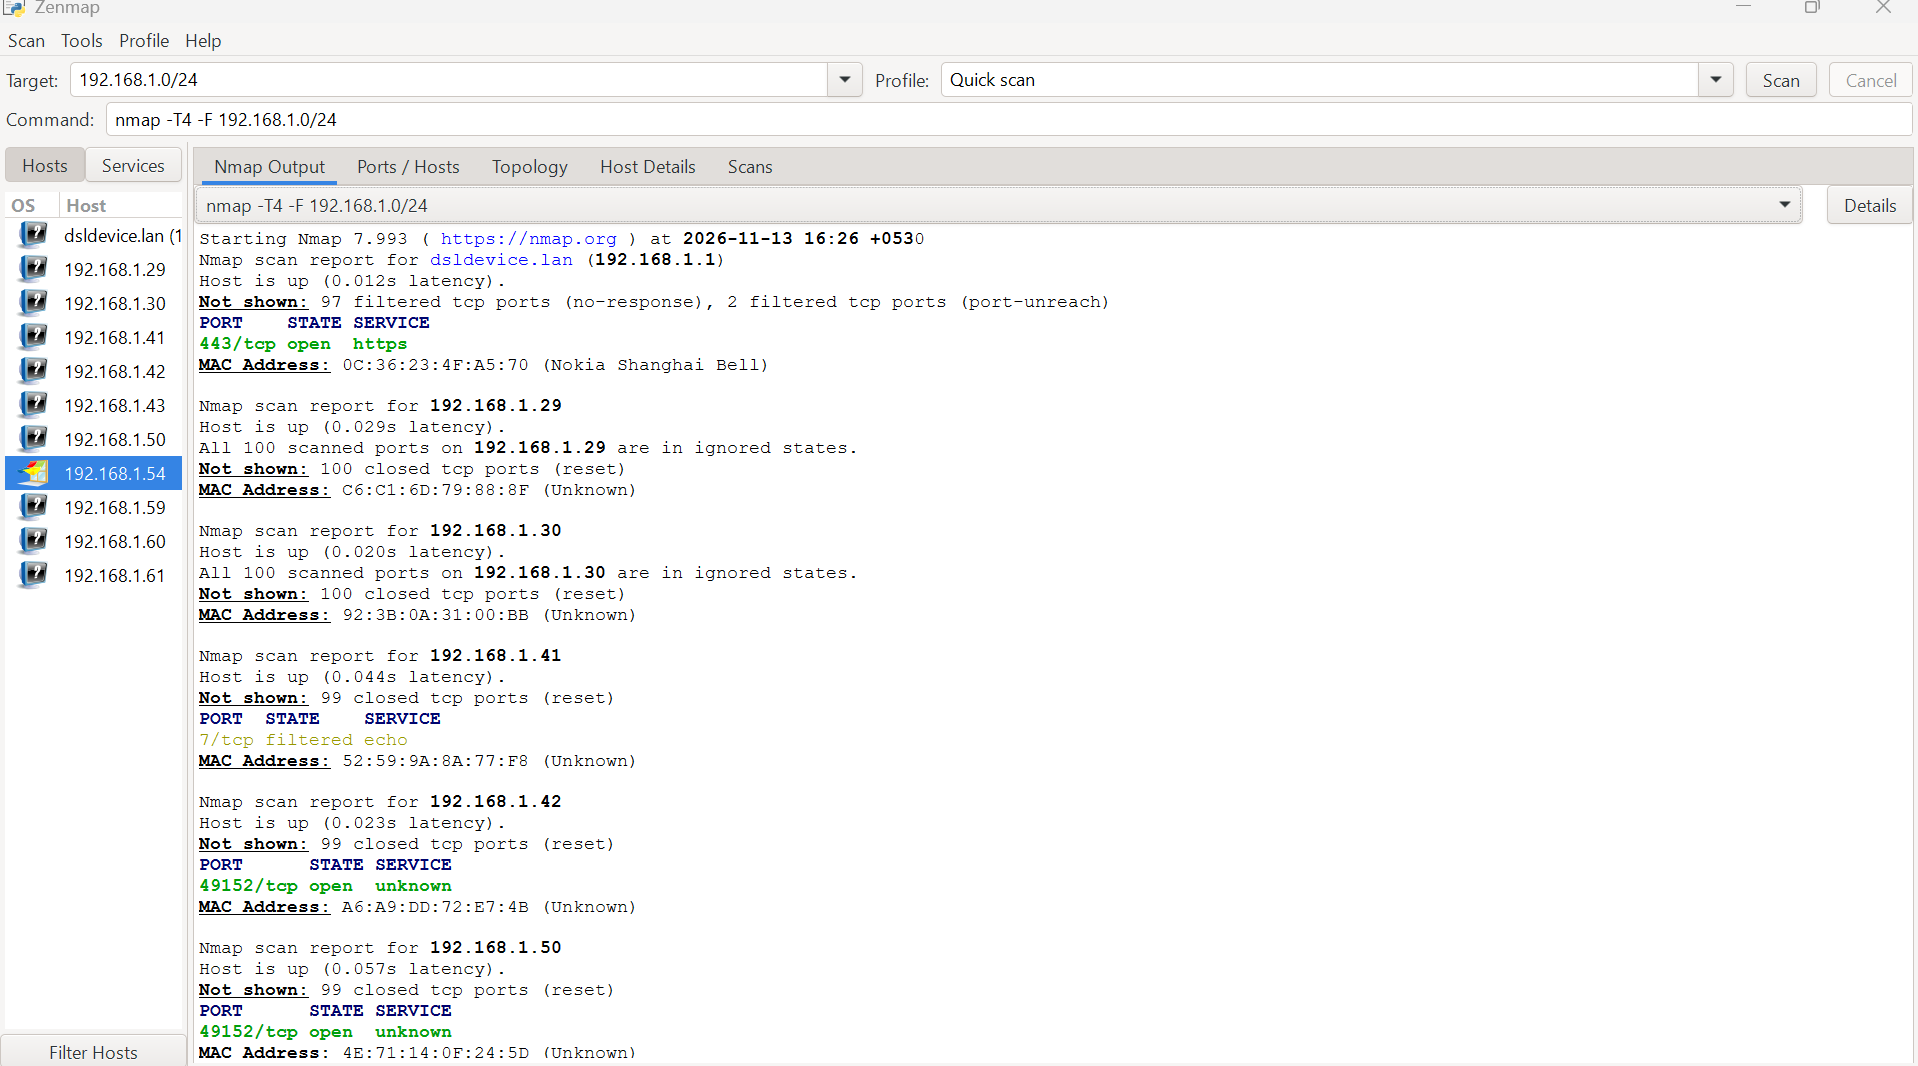 Zenmap
Scan Tools Profile Help
Target: 192.168.1.0/24 Profile: Quick scan Scan Cancel
Command: nmap -T4 -F 192.168.1.0/24
Hosts Services
OS Host
dsldevice.lan (1
192.168.1.29
192.168.1.30
192.168.1.41
192.168.1.42
192.168.1.43
192.168.1.50
192.168.1.54
192.168.1.59
192.168.1.60
192.168.1.61
Filter Hosts
Nmap Output Ports / Hosts Topology Host Details Scans
nmap -T4 -F 192.168.1.0/24 Details
Starting Nmap 7.993 ( https://nmap.org ) at 2026-11-13 16:26 +0530
Nmap scan report for dsldevice.lan (192.168.1.1)
Host is up (0.012s latency).
Not shown: 97 filtered tcp ports (no-response), 2 filtered tcp ports (port-unreach)
PORT STATE SERVICE
443/tcp open https
MAC Address: 0C:36:23:4F:A5:70 (Nokia Shanghai Bell)
Nmap scan report for 192.168.1.29
Host is up (0.029s latency).
All 100 scanned ports on 192.168.1.29 are in ignored states.
Not shown: 100 closed tcp ports (reset)
MAC Address: C6:C1:6D:79:88:8F (Unknown)
Nmap scan report for 192.168.1.30
Host is up (0.020s latency).
All 100 scanned ports on 192.168.1.30 are in ignored states.
Not shown: 100 closed tcp ports (reset)
MAC Address: 92:3B:0A:31:00:BB (Unknown)
Nmap scan report for 192.168.1.41
Host is up (0.044s latency).
Not shown: 99 closed tcp ports (reset)
PORT STATE SERVICE
7/tcp filtered echo
MAC Address: 52:59:9A:8A:77:F8 (Unknown)
Nmap scan report for 192.168.1.42
Host is up (0.023s latency).
Not shown: 99 closed tcp ports (reset)
PORT STATE SERVICE
49152/tcp open unknown
MAC Address: A6:A9:DD:72:E7:4B (Unknown)
Nmap scan report for 192.168.1.50
Host is up (0.057s latency).
Not shown: 99 closed tcp ports (reset)
PORT STATE SERVICE
49152/tcp open unknown
MAC Address: 4E:71:14:0F:24:5D (Unknown)